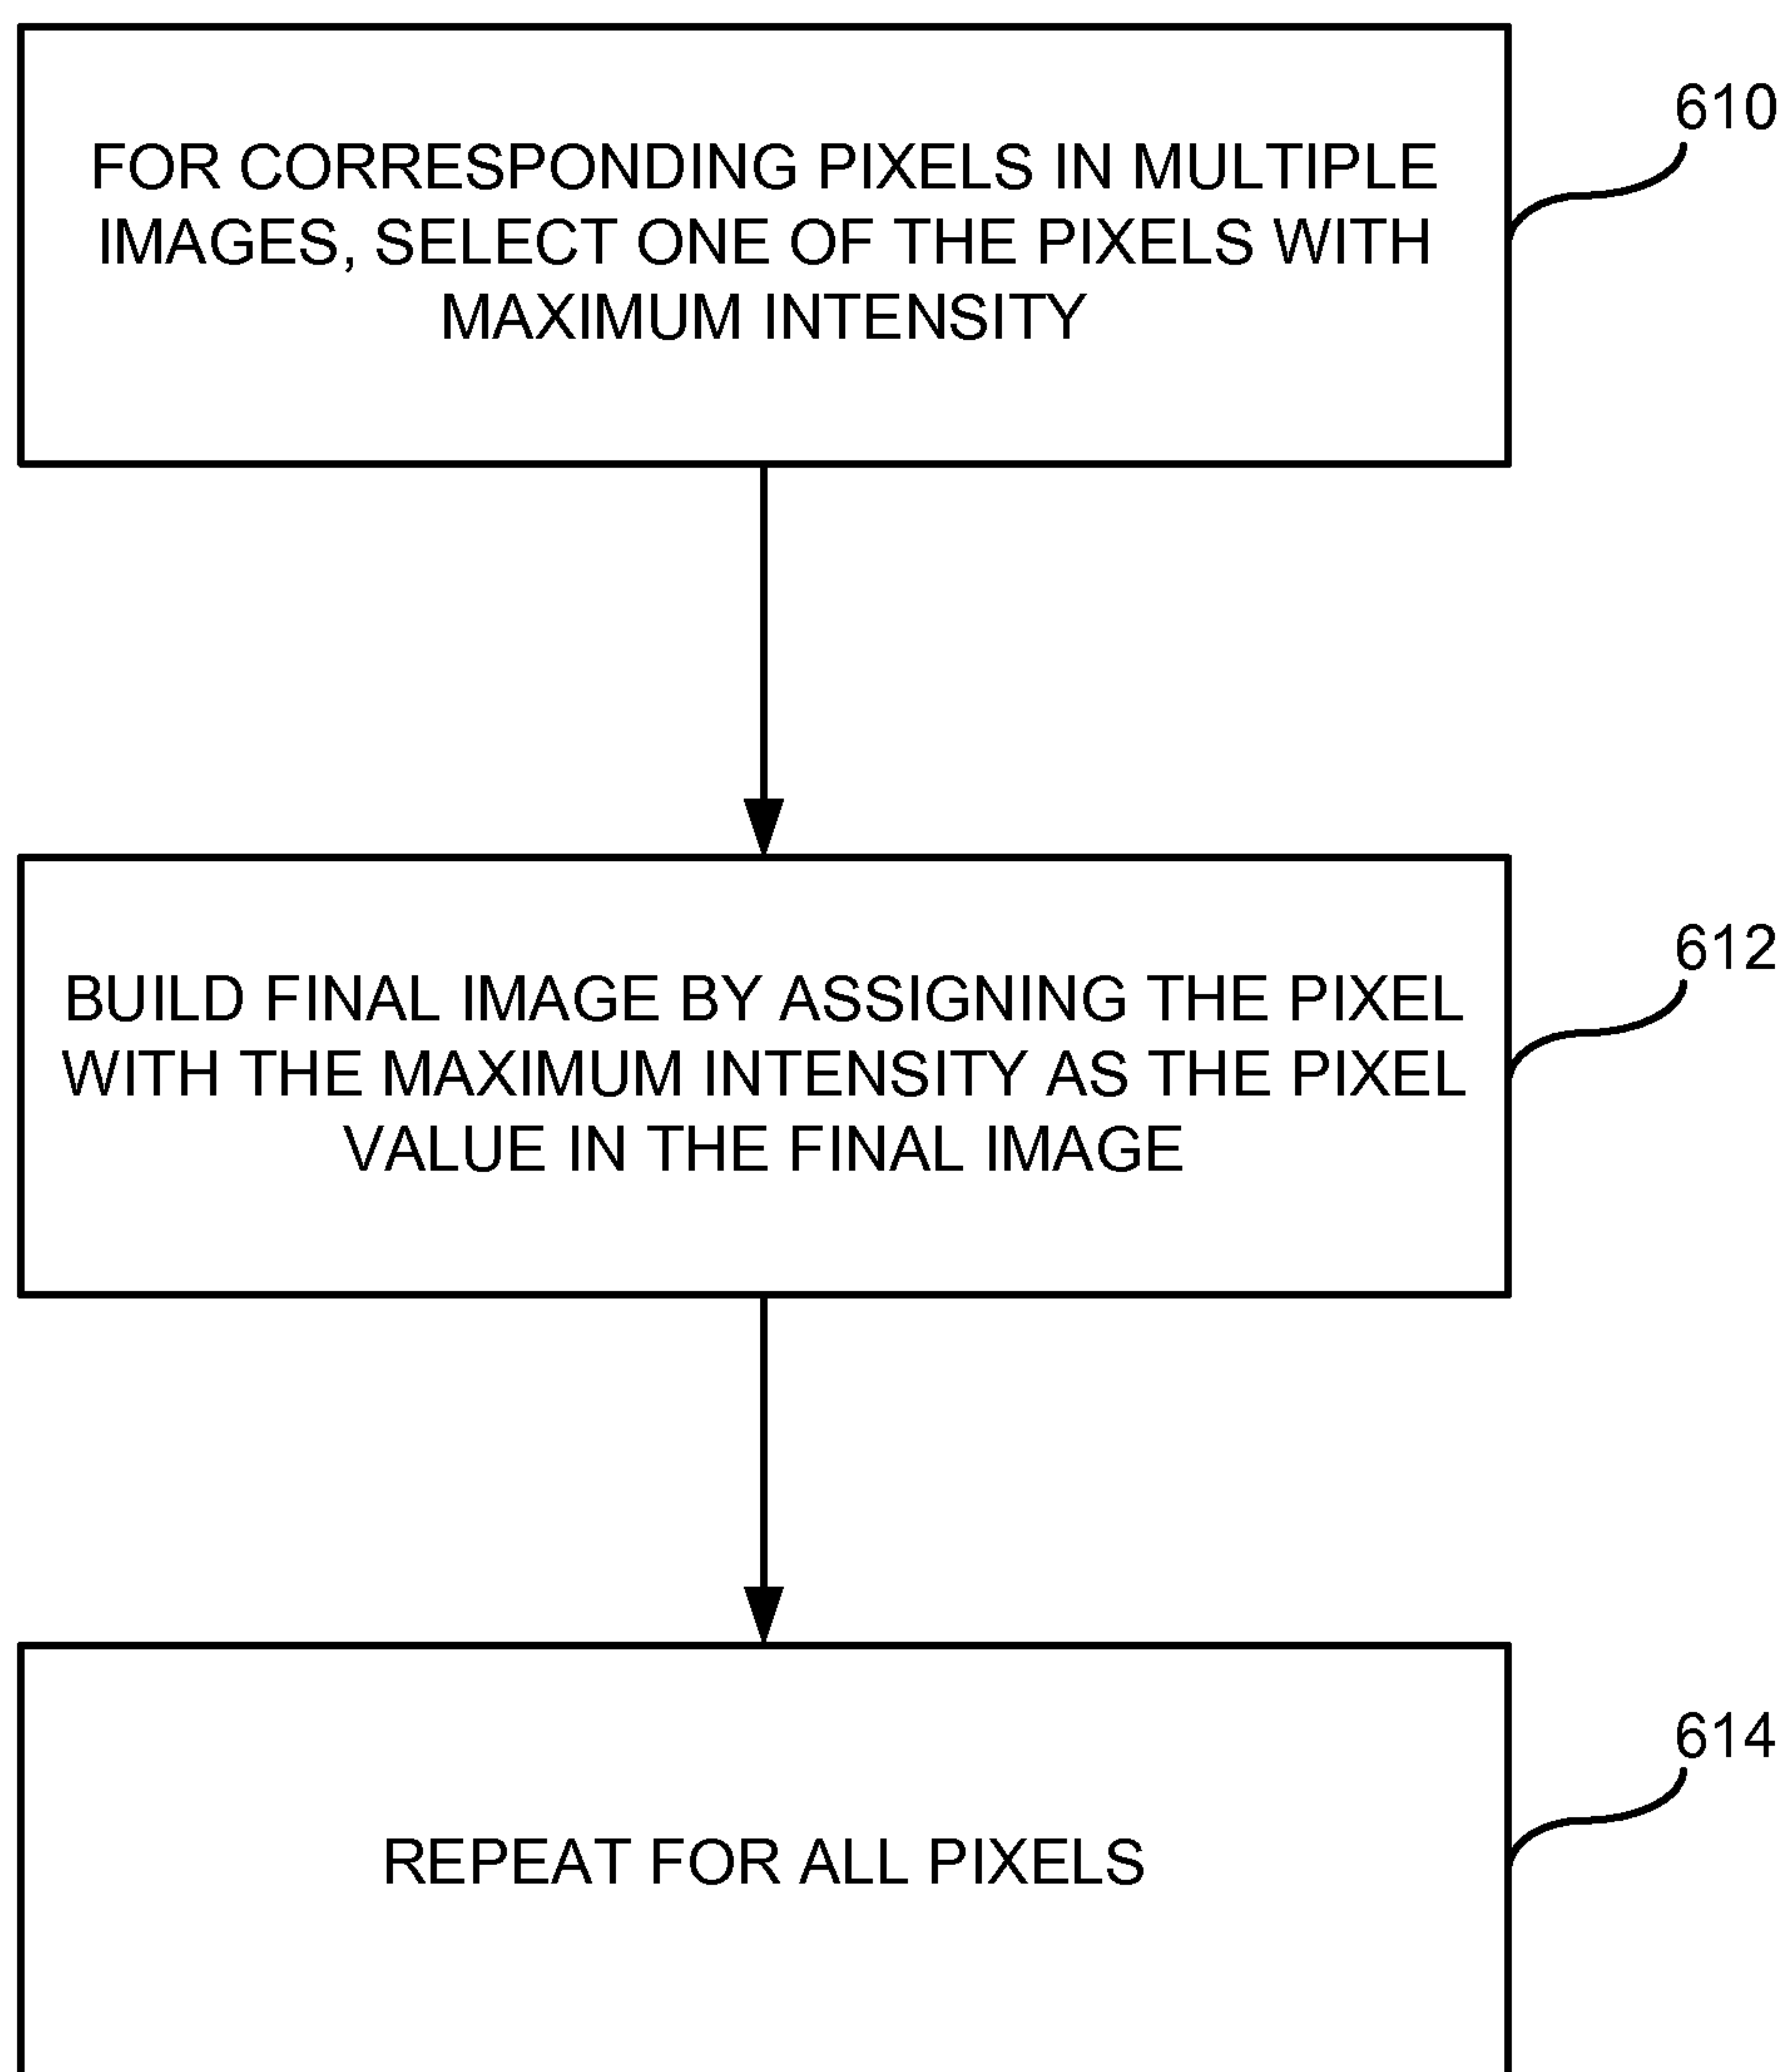 FOR CORRESPONDING PIXELS IN MULTIPLE
IMAGES, SELECT ONE OF THE PIXELS WITH
MAXIMUM INTENSITY
610
BUILD FINAL IMAGE BY ASSIGNING THE PIXEL
WITH THE MAXIMUM INTENSITY AS THE PIXEL
VALUE IN THE FINAL IMAGE
612
REPEAT FOR ALL PIXELS
614